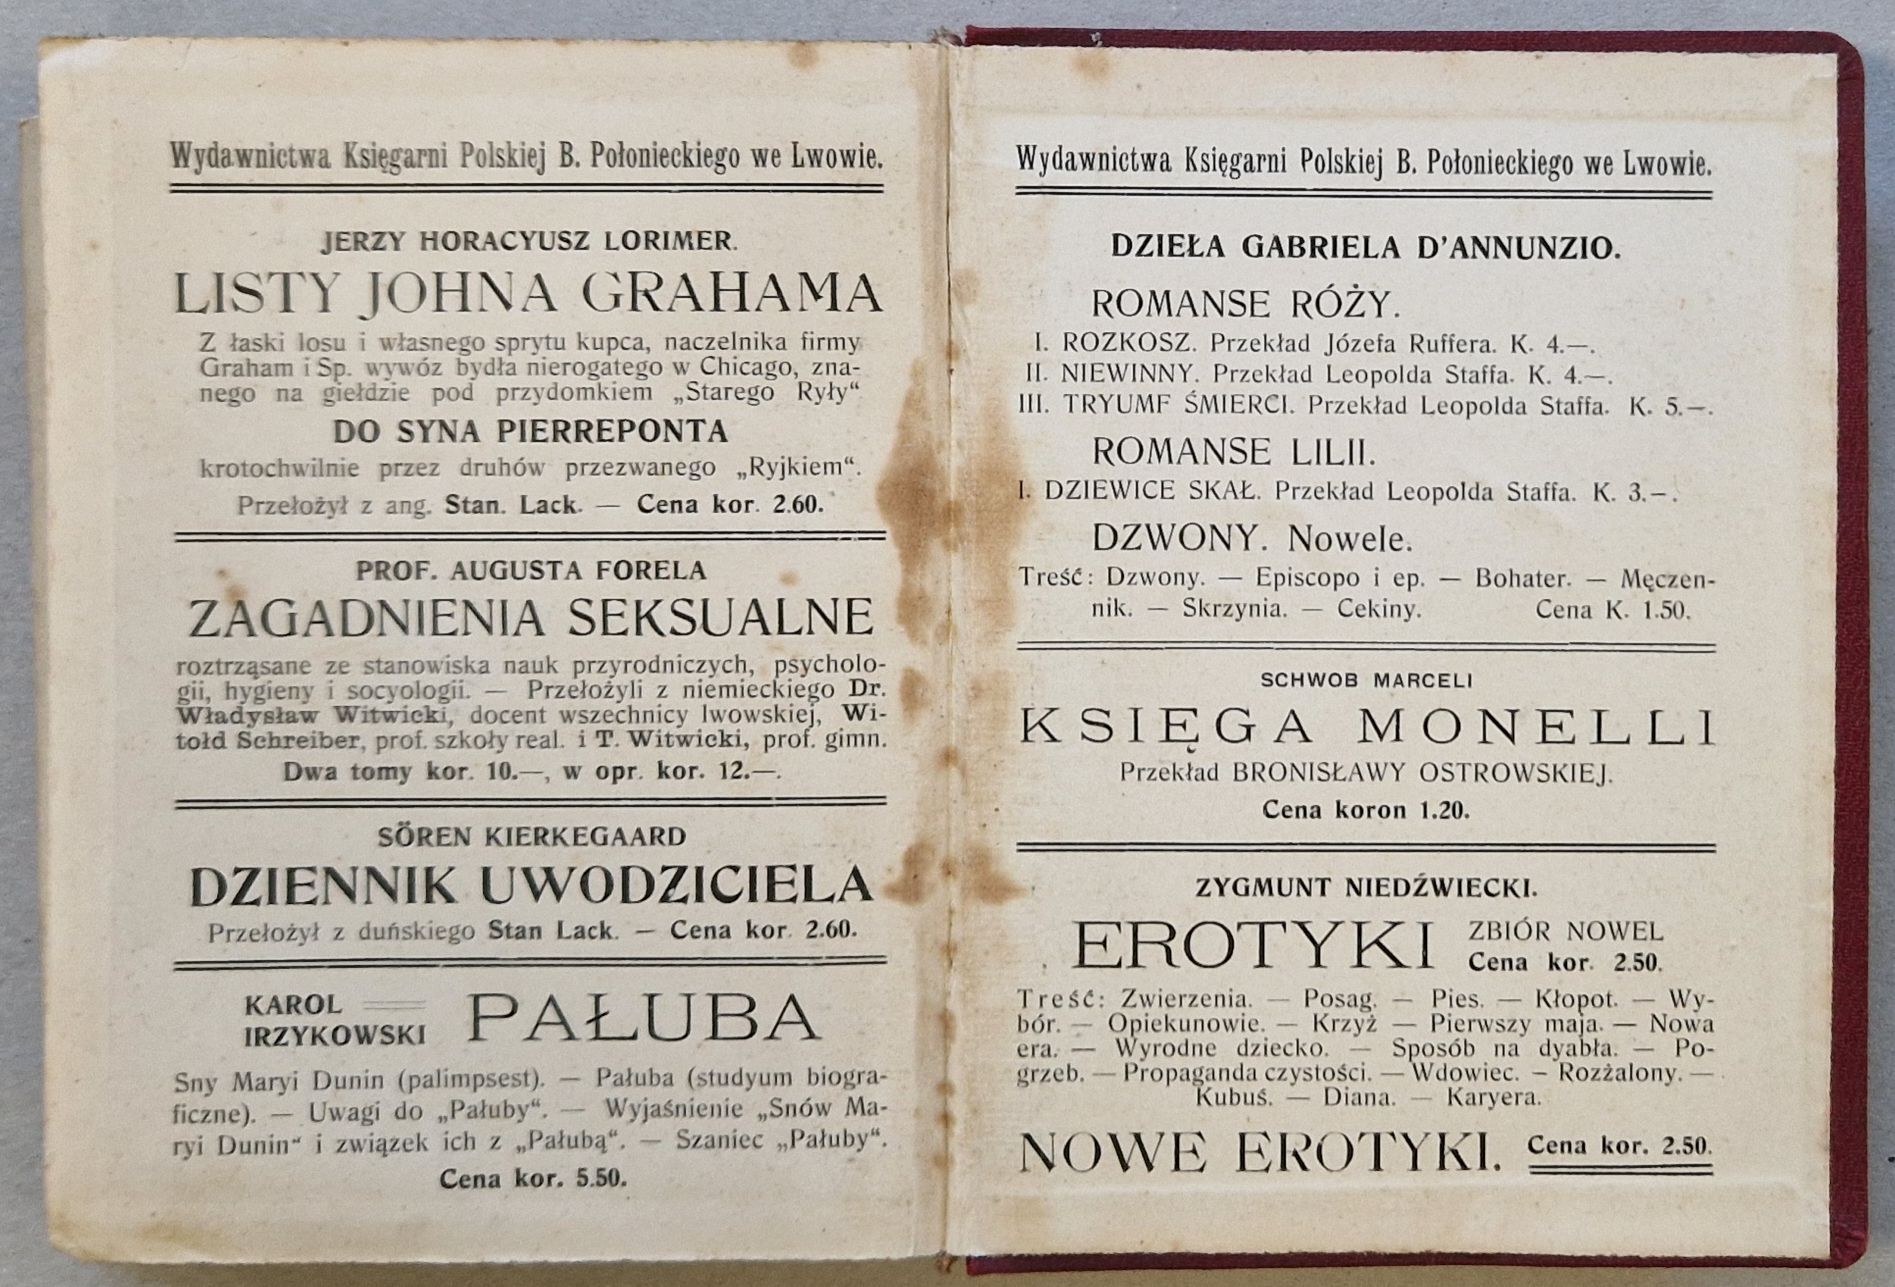 Wydawnictwa Księgarni Polskiej B. Połonieckiego we Lwowie.
JERZY HORACYUSZ LORIMER.
LISTY JOHNA GRAHAMA
Z łaski losu i własnego sprytu kupca, naczelnika firmy
Graham i Sp. wywóz bydła nierogatego w Chicago, zna-
nego na giełdzie pod przydomkiem „Starego Ryły“
DO SYNA PIERREPONTA
krotochwilnie przez druhów przezwanego „Ryjkiem“.
Przełożył z ang. Stan. Lack. — Cena kor. 2.60.
PROF. AUGUSTA FORELA
ZAGADNIENIA SEKSUALNE
roztrząsane ze stanowiska nauk przyrodniczych, psycholo-
gii, hygieny i socyologii. — Przełożyli z niemieckiego Dr.
Władysław Witwicki, docent wszechnicy lwowskiej, Wi-
told Schreiber, prof. szkoły real. i T. Witwicki, prof. gimn.
Dwa tomy kor. 10.—, w opr. kor. 12.—.
SÖREN KIERKEGAARD
DZIENNIK UWODZICIELA
Przełożył z duńskiego Stan Lack. — Cena kor. 2.60.
KAROL IRZYKOWSKI PAŁUBA
Sny Maryi Dunin (palimpsest). — Pałuba (studyum biogra-
ficzne). — Uwagi do „Pałuby“. — Wyjaśnienie „Snów Ma-
ryi Dunin“ i związek ich z „Pałubą“. — Szaniec „Pałuby“.
Cena kor. 5.50.
Wydawnictwa Księgarni Polskiej B. Połonieckiego we Lwowie.
DZIEŁA GABRIELA D'ANNUNZIO.
ROMANSE RÓŻY.
I. ROZKOSZ. Przekład Józefa Ruffera. K. 4.—.
II. NIEWINNY. Przekład Leopolda Staffa. K. 4.—.
III. TRYUMF ŚMIERCI. Przekład Leopolda Staffa. K. 5.—.
ROMANSE LILII.
I. DZIEWICE SKAŁ. Przekład Leopolda Staffa. K. 3.—.
DZWONY. Nowele.
Treść: Dzwony. — Episcopo i ep. — Bohater. — Męczen-
nik. — Skrzynia. — Cekiny. Cena K. 1.50.
SCHWOB MARCELI
KSIĘGA MONELLI
Przekład BRONISŁAWY OSTROWSKIEJ.
Cena koron 1.20.
ZYGMUNT NIEDŹWIECKI.
EROTYKI ZBIÓR NOWEL
Cena kor. 2.50.
Treść: Zwierzenia. — Posag. — Pies. — Kłopot. — Wy-
bór. — Opiekunowie. — Krzyż — Pierwszy maja. — Nowa
era. — Wyrodne dziecko. — Sposób na dyabła. — Po-
grzeb. — Propaganda czystości. — Wdowiec. — Rozżalony. —
Kubuś. — Diana. — Karyera.
NOWE EROTYKI. Cena kor. 2.50.